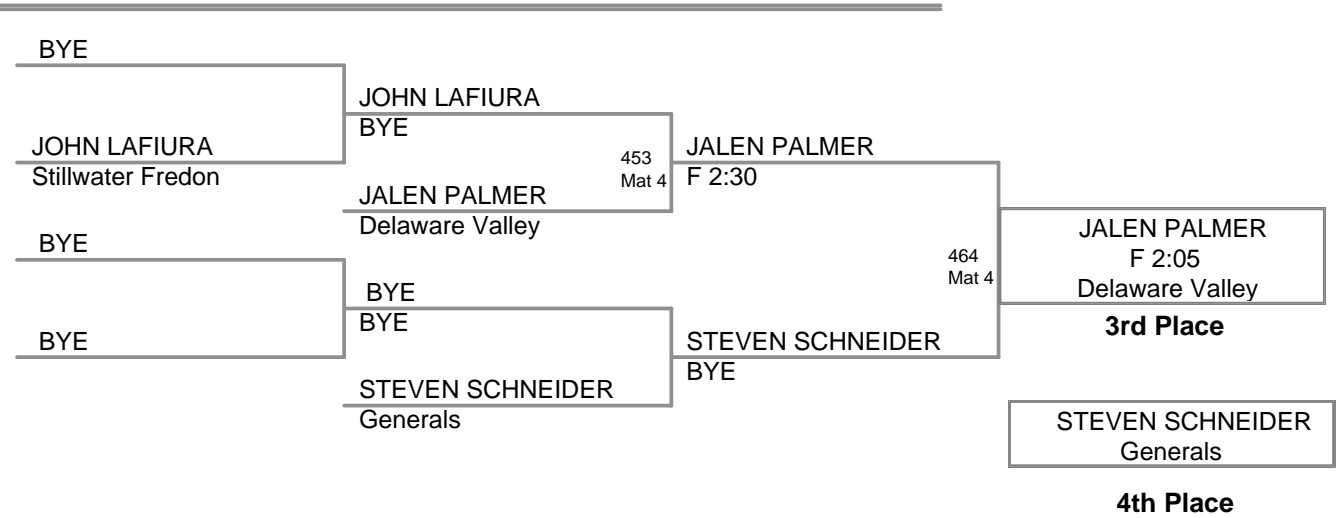 BYE
JOHN LAFIURA
Stillwater Fredon
BYE
BYE
JOHN LAFIURA
BYE
JALEN PALMER
Delaware Valley
BYE
BYE
STEVEN SCHNEIDER
Generals
453
Mat 4
JALEN PALMER
F 2:30
STEVEN SCHNEIDER
BYE
464
Mat 4
JALEN PALMER
F 2:05
Delaware Valley
3rd Place
STEVEN SCHNEIDER
Generals
4th Place